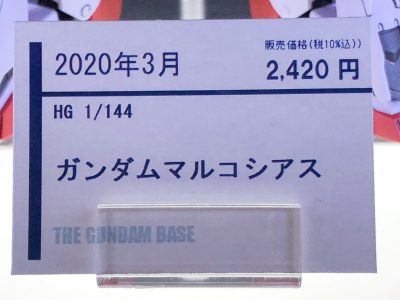 2020年3月
販売価格(税10%込))
2,420 円
HG 1/144
ガンダムマルコシアス
THE GUNDAM BASE